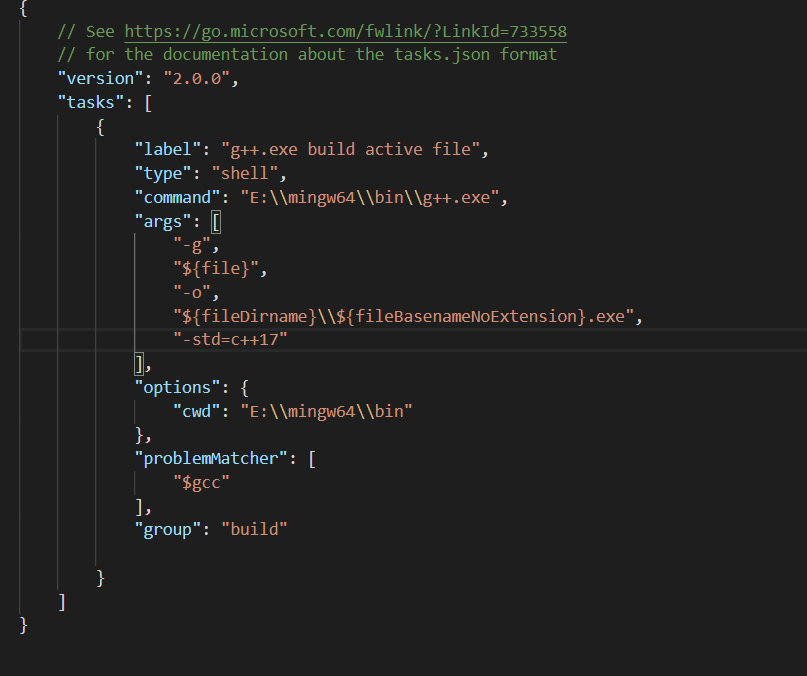 {
// See https://go.microsoft.com/fwlink/?LinkId=733558
// for the documentation about the tasks.json format
"version": "2.0.0",
"tasks": [
{
"label": "g++.exe build active file",
"type": "shell",
"command": "E:\\mingw64\\bin\\g++.exe",
"args": [
"-g",
"${file}",
"-o",
"${fileDirname}\\${fileBasenameNoExtension}.exe",
"-std=c++17"
],
"options": {
"cwd": "E:\\mingw64\\bin"
},
"problemMatcher": [
"$gcc"
],
"group": "build"
}
]
}